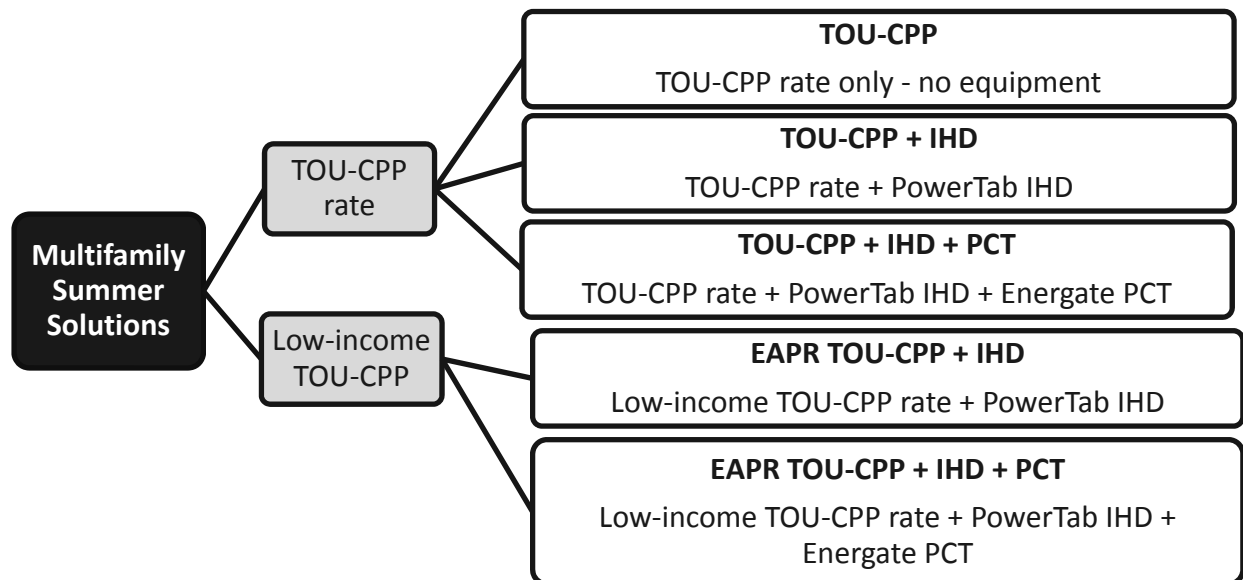 Multifamily
Summer
Solutions
TOU-CPP
rate
Low-income
TOU-CPP
TOU-CPP
TOU-CPP rate only - no equipment
TOU-CPP + IHD
TOU-CPP rate + PowerTab IHD
TOU-CPP + IHD + PCT
TOU-CPP rate + PowerTab IHD + Energate PCT
EAPR TOU-CPP + IHD
Low-income TOU-CPP rate + PowerTab IHD
EAPR TOU-CPP + IHD + PCT
Low-income TOU-CPP rate + PowerTab IHD +
Energate PCT